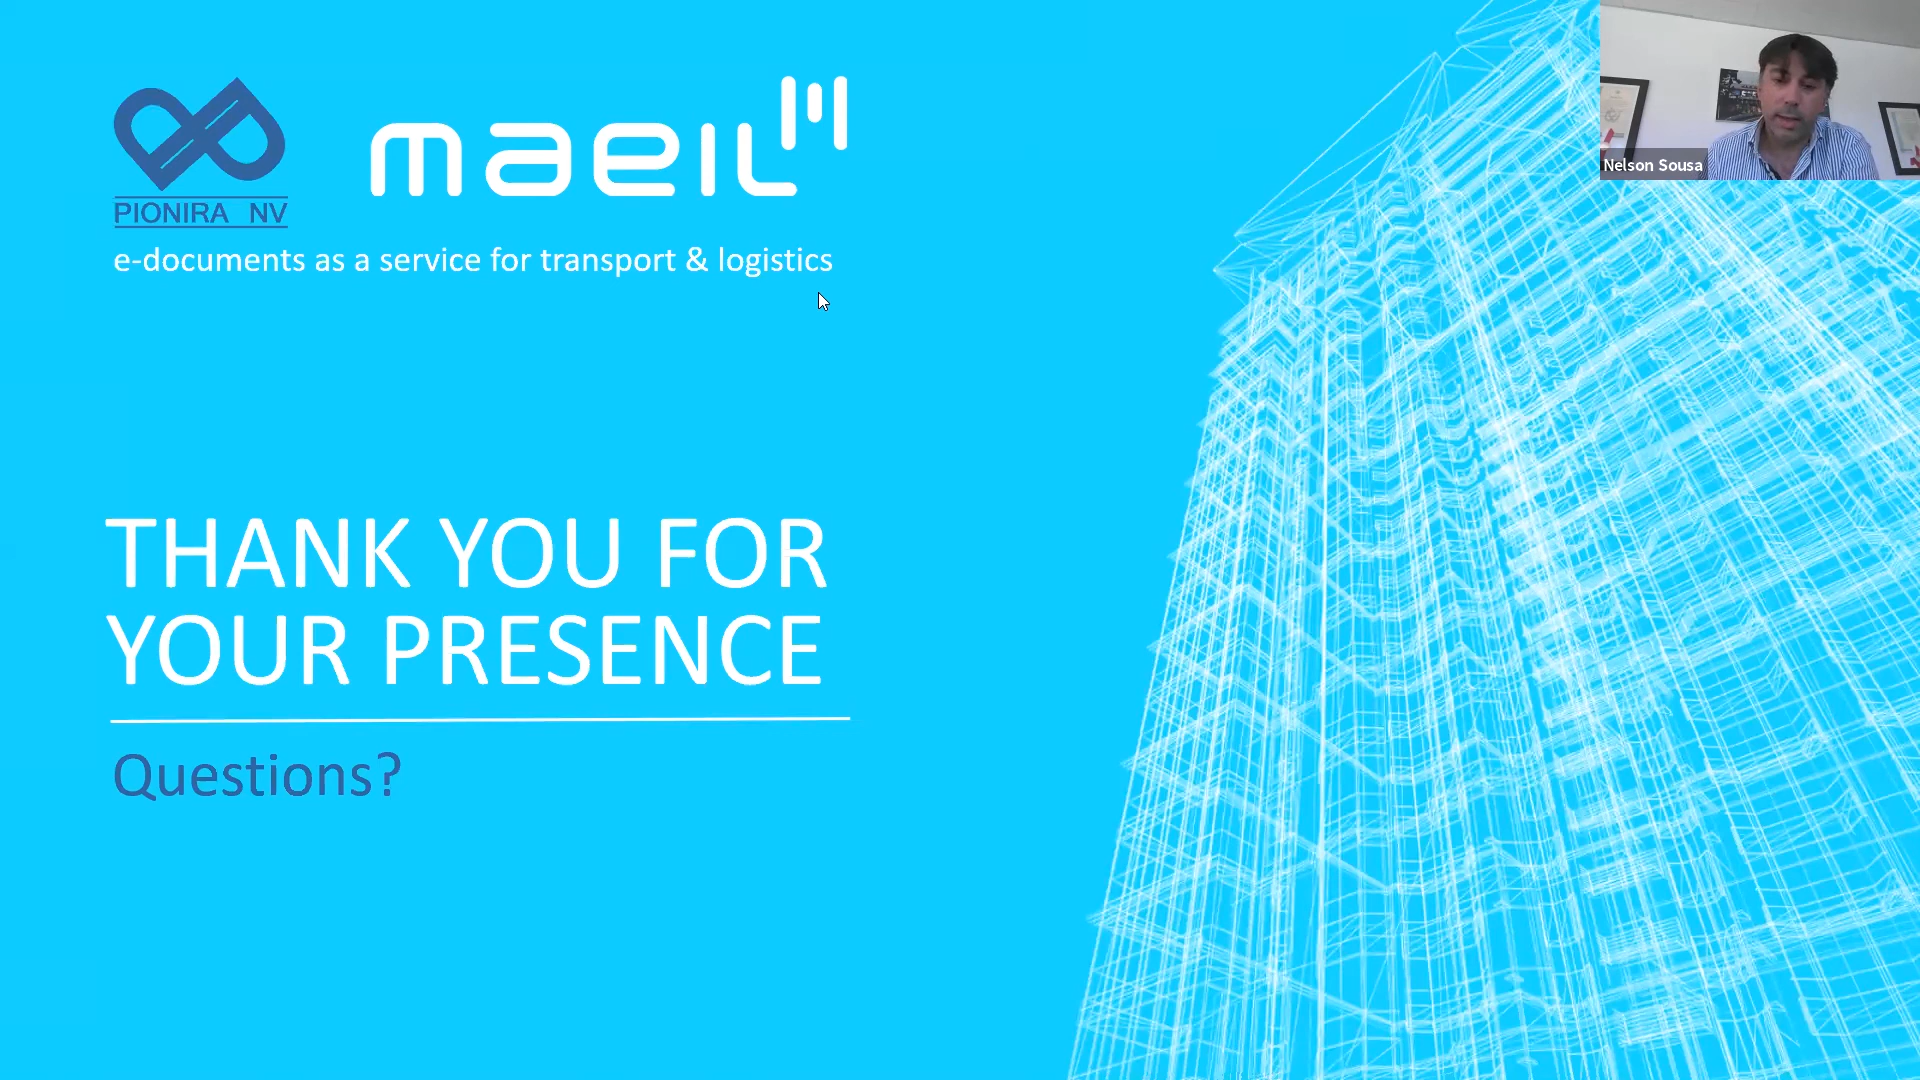 maeil
PIONIRA NV
e-documents as a service for transport & logistics
Nelson Sousa
THANK YOU FOR
YOUR PRESENCE
Questions?